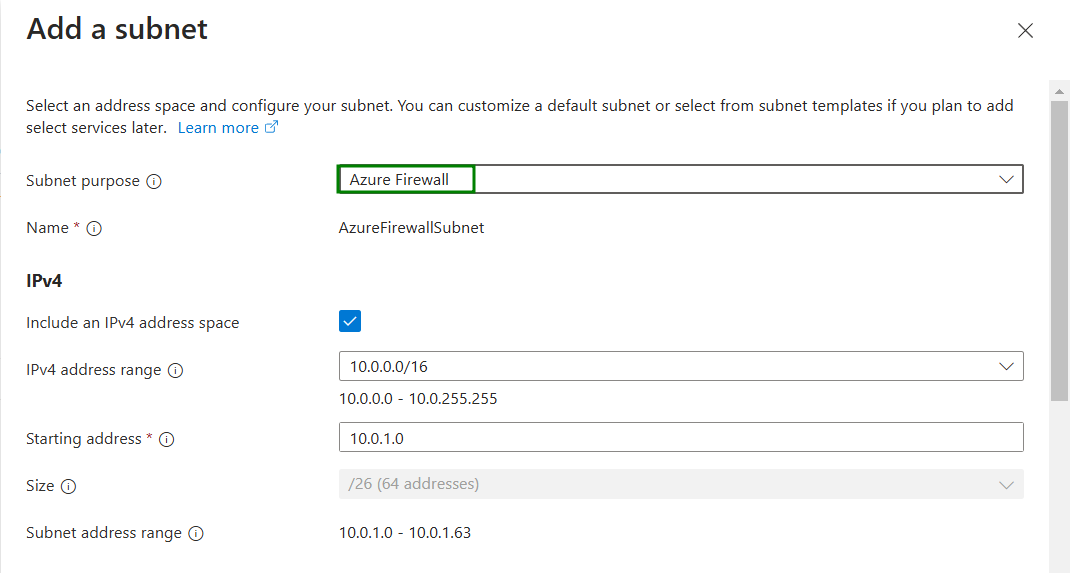 Add a subnet
Select an address space and configure your subnet. You can customize a default subnet or select from subnet templates if you plan to add
select services later. Learn more
Subnet purpose
Azure Firewall
Name *
AzureFirewallSubnet
IPv4
Include an IPv4 address space
IPv4 address range
10.0.0.0/16
10.0.0.0 - 10.0.255.255
Starting address *
10.0.1.0
Size
/26 (64 addresses)
Subnet address range
10.0.1.0 - 10.0.1.63